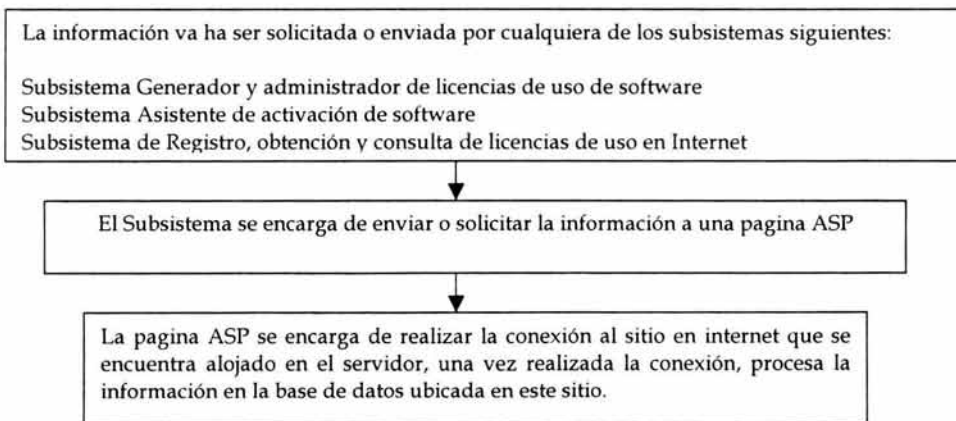 La información va ha ser solicitada o enviada por cualquiera de los subsistemas siguientes:
Subsistema Generador y administrador de licencias de uso de software
Subsistema Asistente de activación de software
Subsistema de Registro, obtención y consulta de licencias de uso en Internet
El Subsistema se encarga de enviar o solicitar la información a una pagina ASP
La pagina ASP se encarga de realizar la conexión al sitio en internet que se
encuentra alojado en el servidor, una vez realizada la conexión, procesa la
información en la base de datos ubicada en este sitio.